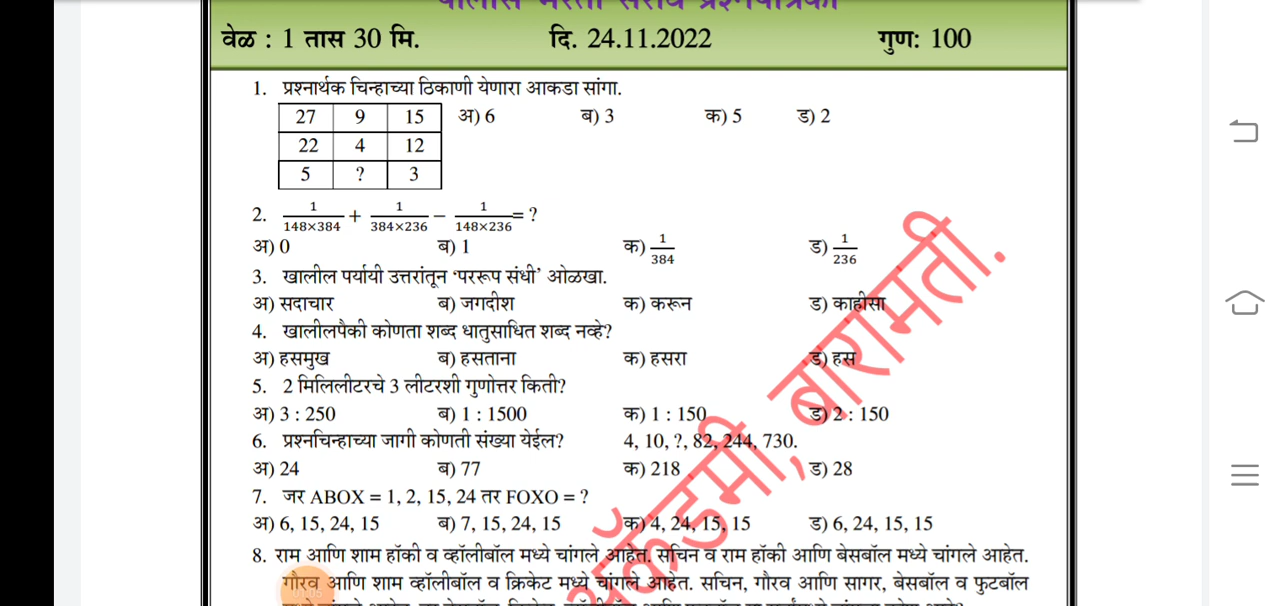 वेळ : 1 तास 30 मि. दि. 24.11.2022 गुण: 100
1. प्रश्नार्थक चिन्हाच्या ठिकाणी येणारा आकडा सांगा.
27 9 15 अ) 6 ब) 3 क) 5 ड) 2
22 4 12
5 ? 3
2. 1/148×384 + 1/384×236 − 1/148×236 = ?
अ) 0 ब) 1 क) 1/384 ड) 1/236
3. खालील पर्यायी उत्तरांतून ‘पररूप संधी’ ओळखा.
अ) सदाचार ब) जगदीश क) करून ड) काहीसा
4. खालीलपैकी कोणता शब्द धातुसाधित शब्द नव्हे?
अ) हसमुख ब) हसताना क) हसरा ड) हस
5. 2 मिलिलीटरचे 3 लीटरशी गुणोत्तर किती?
अ) 3 : 250 ब) 1 : 1500 क) 1 : 150 ड) 2 : 150
6. प्रश्नचिन्हाच्या जागी कोणती संख्या येईल? 4, 10, ?, 82, 244, 730.
अ) 24 ब) 77 क) 218 ड) 28
7. जर ABOX = 1, 2, 15, 24 तर FOXO = ?
अ) 6, 15, 24, 15 ब) 7, 15, 24, 15 क) 4, 24, 15, 15 ड) 6, 24, 15, 15
8. राम आणि शाम हॉकी व व्हॉलीबॉल मध्ये चांगले आहेत. सचिन व राम हॉकी आणि बेसबॉल मध्ये चांगले आहेत.
गौरव आणि शाम व्हॉलीबॉल व क्रिकेट मध्ये चांगले आहेत. सचिन, गौरव आणि सागर, बेसबॉल व फुटबॉल
अकॅडमी, बारामती.